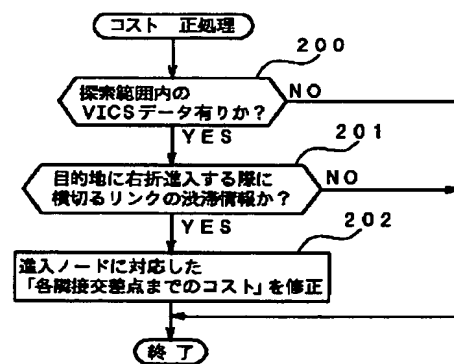 コスト 正処理
200
探索範囲内の
VICSデータ有りか?
NO
YES
201
目的地に右折進入する際に
横切るリンクの渋滞情報か?
NO
YES
202
進入ノードに対応した
「各隣接交差点までのコスト」を修正
終了